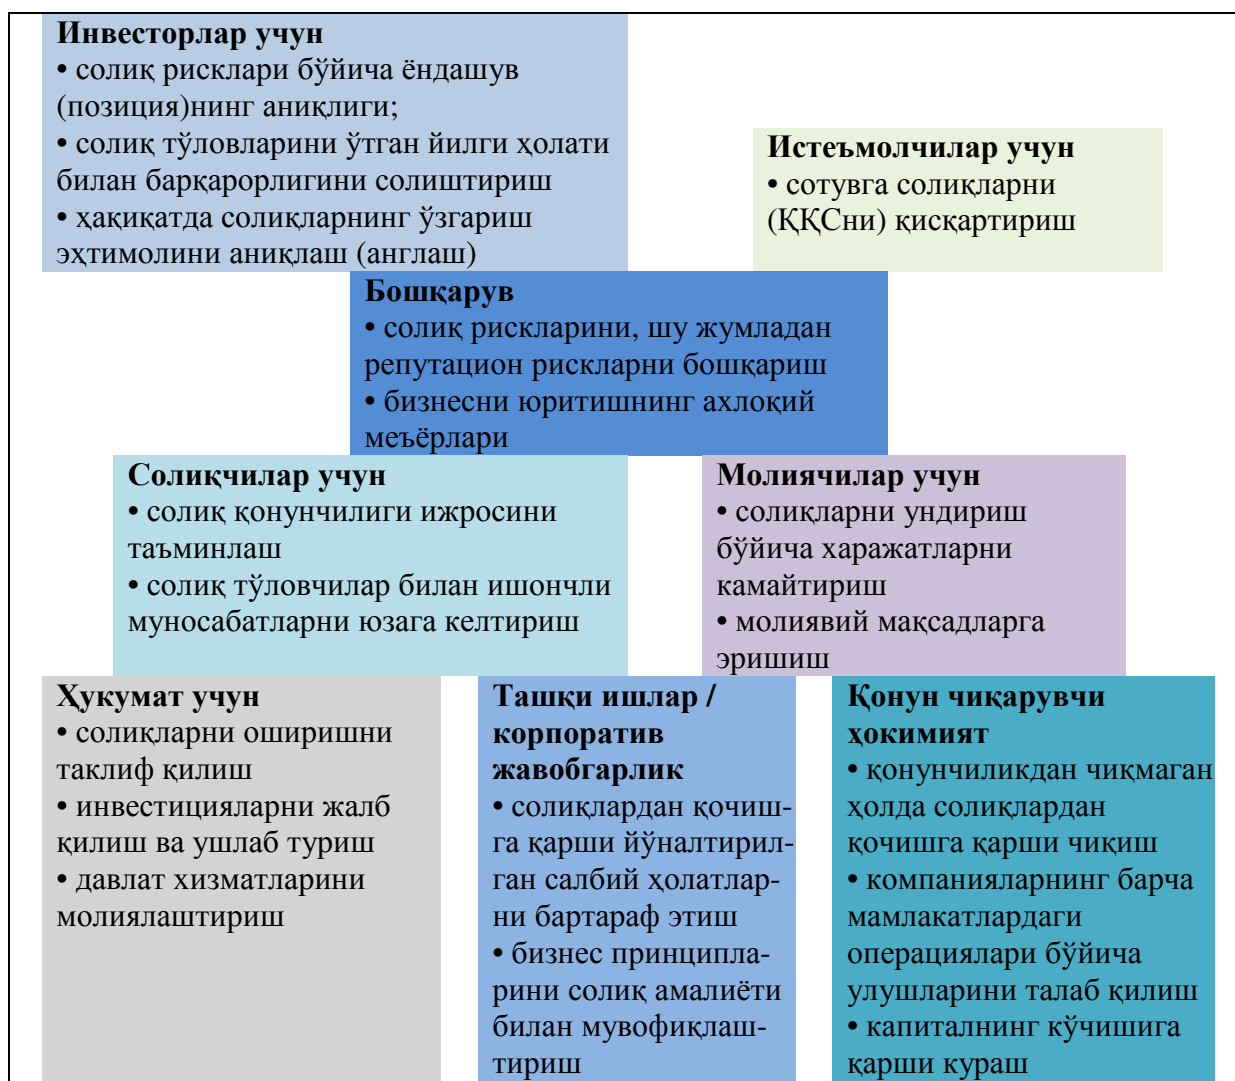 Инвесторлар учун
• солиқ рисклари бўйича ёндашув
(позиция)нинг аниқлиги;
• солиқ тўловларини ўтган йилги ҳолати
билан барқарорлигини солиштириш
• ҳақиқатда солиқларнинг ўзгариш
эҳтимолини аниқлаш (англаш)
Истеъмолчилар учун
• сотувга солиқларни
(ҚҚСни) қисқартириш
Бошқарув
• солиқ рискларини, шу жумладан
репутацион рискларни бошқариш
• бизнесни юритишнинг ахлоқий
меъёрлари
Солиқчилар учун
• солиқ қонунчилиги ижросини
таъминлаш
• солиқ тўловчилар билан ишончли
муносабатларни юзага келтириш
Молиячилар учун
• солиқларни ундириш
бўйича харажатларни
камайтириш
• молиявий мақсадларга
эришиш
Ҳукумат учун
• солиқларни оширишни
таклиф қилиш
• инвестицияларни жалб
қилиш ва ушлаб туриш
• давлат хизматларини
молиялаштириш
Ташқи ишлар /
корпоратив
жавобгарлик
• солиқлардан қочиш-
га қарши йўналтирил-
ган салбий ҳолатлар-
ни бартараф этиш
• бизнес принципла-
рини солиқ амалиёти
билан мувофиқлаш-
тириш
Қонун чиқарувчи
ҳокимият
• қонунчиликдан чиқмаган
ҳолда солиқлардан
қочишга қарши чиқиш
• компанияларнинг барча
мамлакатлардаги
операциялари бўйича
улушларини талаб қилиш
• капиталнинг кўчишига
қарши кураш